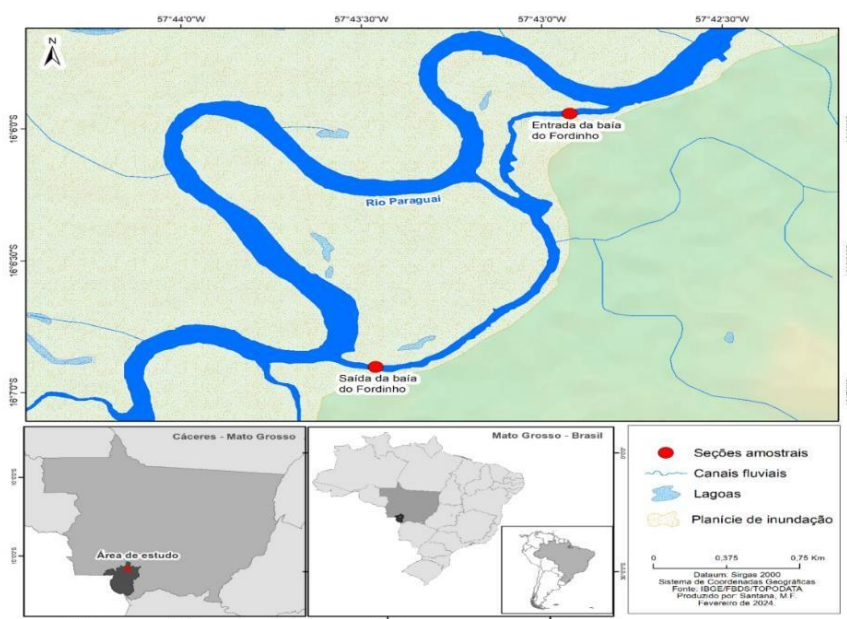 57°44'0"W
57°43'30"W
57°43'0"W
57°42'30"W
N
16°6'0"S
Entrada da baía
do Fordinho
Rio Paraguai
16°6'30"S
Saída da baía
do Fordinho
16°7'0"S
Cáceres - Mato Grosso
Área de estudo
Mato Grosso - Brasil
Seções amostrais
Canais fluviais
Lagoas
Planície de inundação
0 0,375 0,75 Km
Dataum: Sirgas 2000
Sistema de Coordenadas Geográficas
Fonte: IBGE/FBDS/TOPODATA
Produzido por: Santana, M.F.
Fevereiro de 2024.